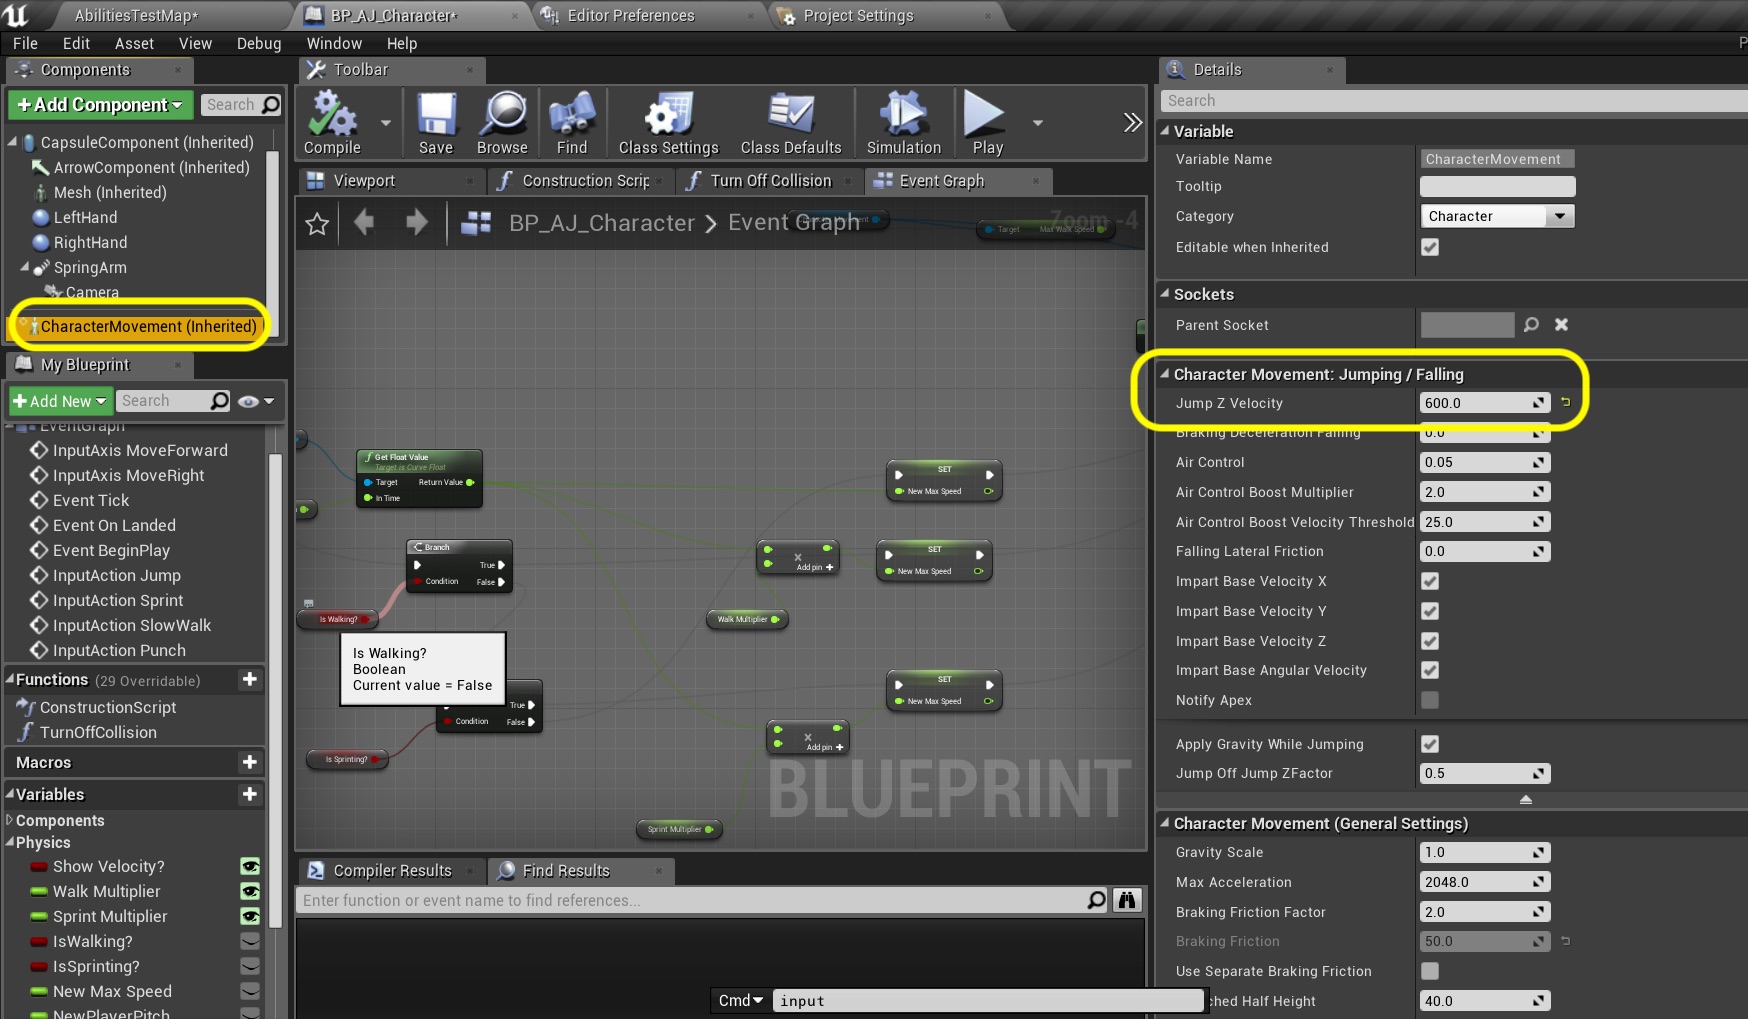 AbilitiesTestMap*
BP_AJ_Character*
Editor Preferences
Project Settings
File Edit Asset View Debug Window Help
P
Components
+Add Component
Search
CapsuleComponent (Inherited)
ArrowComponent (Inherited)
Mesh (Inherited)
LeftHand
RightHand
SpringArm
Camera
CharacterMovement (Inherited)
My Blueprint
+Add New
Search
EventGraph
InputAxis MoveForward
InputAxis MoveRight
Event Tick
Event On Landed
Event BeginPlay
InputAction Jump
InputAction Sprint
InputAction SlowWalk
InputAction Punch
Functions (29 Overridable)
ConstructionScript
TurnOffCollision
Macros
Variables
Components
Physics
Show Velocity?
Walk Multiplier
Sprint Multiplier
IsWalking?
IsSprinting?
New Max Speed
NewPlayerPitch
Toolbar
Compile
Save
Browse
Find
Class Settings
Class Defaults
Simulation
Play
Viewport
Construction Scrip
Turn Off Collision
Event Graph
BP_AJ_Character > Event Graph
Zoom -4
Target Max Walk Speed
Get Float Value
Target is Curve Float
Target Return Value
In Time
Branch
True
Condition False
Is Walking?
Is Walking?
Boolean
Current value = False
True
Condition False
Is Sprinting?
SET
New Max Speed
Add pin +
SET
New Max Speed
Walk Multiplier
SET
New Max Speed
Add pin +
Sprint Multiplier
BLUEPRINT
Compiler Results
Find Results
Enter function or event name to find references...
Cmd
input
Details
Search
Variable
Variable Name CharacterMovement
Tooltip
Category Character
Editable when Inherited
Sockets
Parent Socket
Character Movement: Jumping / Falling
Jump Z Velocity 600.0
Braking Deceleration Falling 0.0
Air Control 0.05
Air Control Boost Multiplier 2.0
Air Control Boost Velocity Threshold 25.0
Falling Lateral Friction 0.0
Impart Base Velocity X
Impart Base Velocity Y
Impart Base Velocity Z
Impart Base Angular Velocity
Notify Apex
Apply Gravity While Jumping
Jump Off Jump ZFactor 0.5
Character Movement (General Settings)
Gravity Scale 1.0
Max Acceleration 2048.0
Braking Friction Factor 2.0
Braking Friction 50.0
Use Separate Braking Friction
ched Half Height 40.0